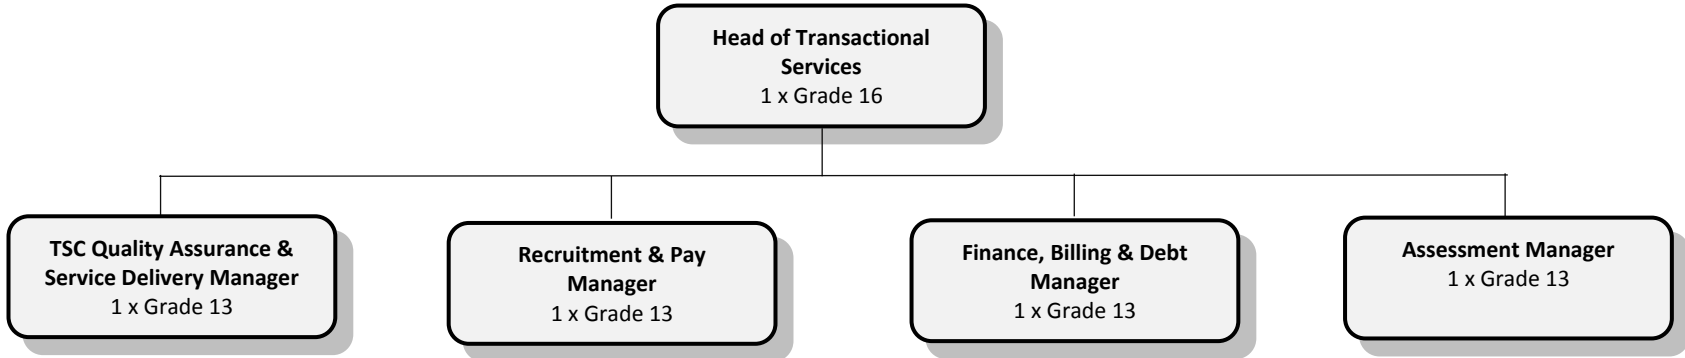 Head of Transactional
Services
1 x Grade 16
TSC Quality Assurance &
Service Delivery Manager
1 x Grade 13
Recruitment & Pay
Manager
1 x Grade 13
Finance, Billing & Debt
Manager
1 x Grade 13
Assessment Manager
1 x Grade 13